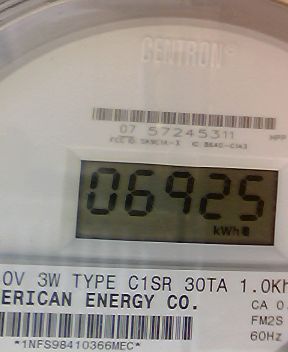 CENTRON®
07 57245311
06925
kWh
0V 3W TYPE C1SR 30TA 1.0Kh
ERICAN ENERGY CO.
CA 0
FM2S
60Hz
*1NFS98410366MEC*